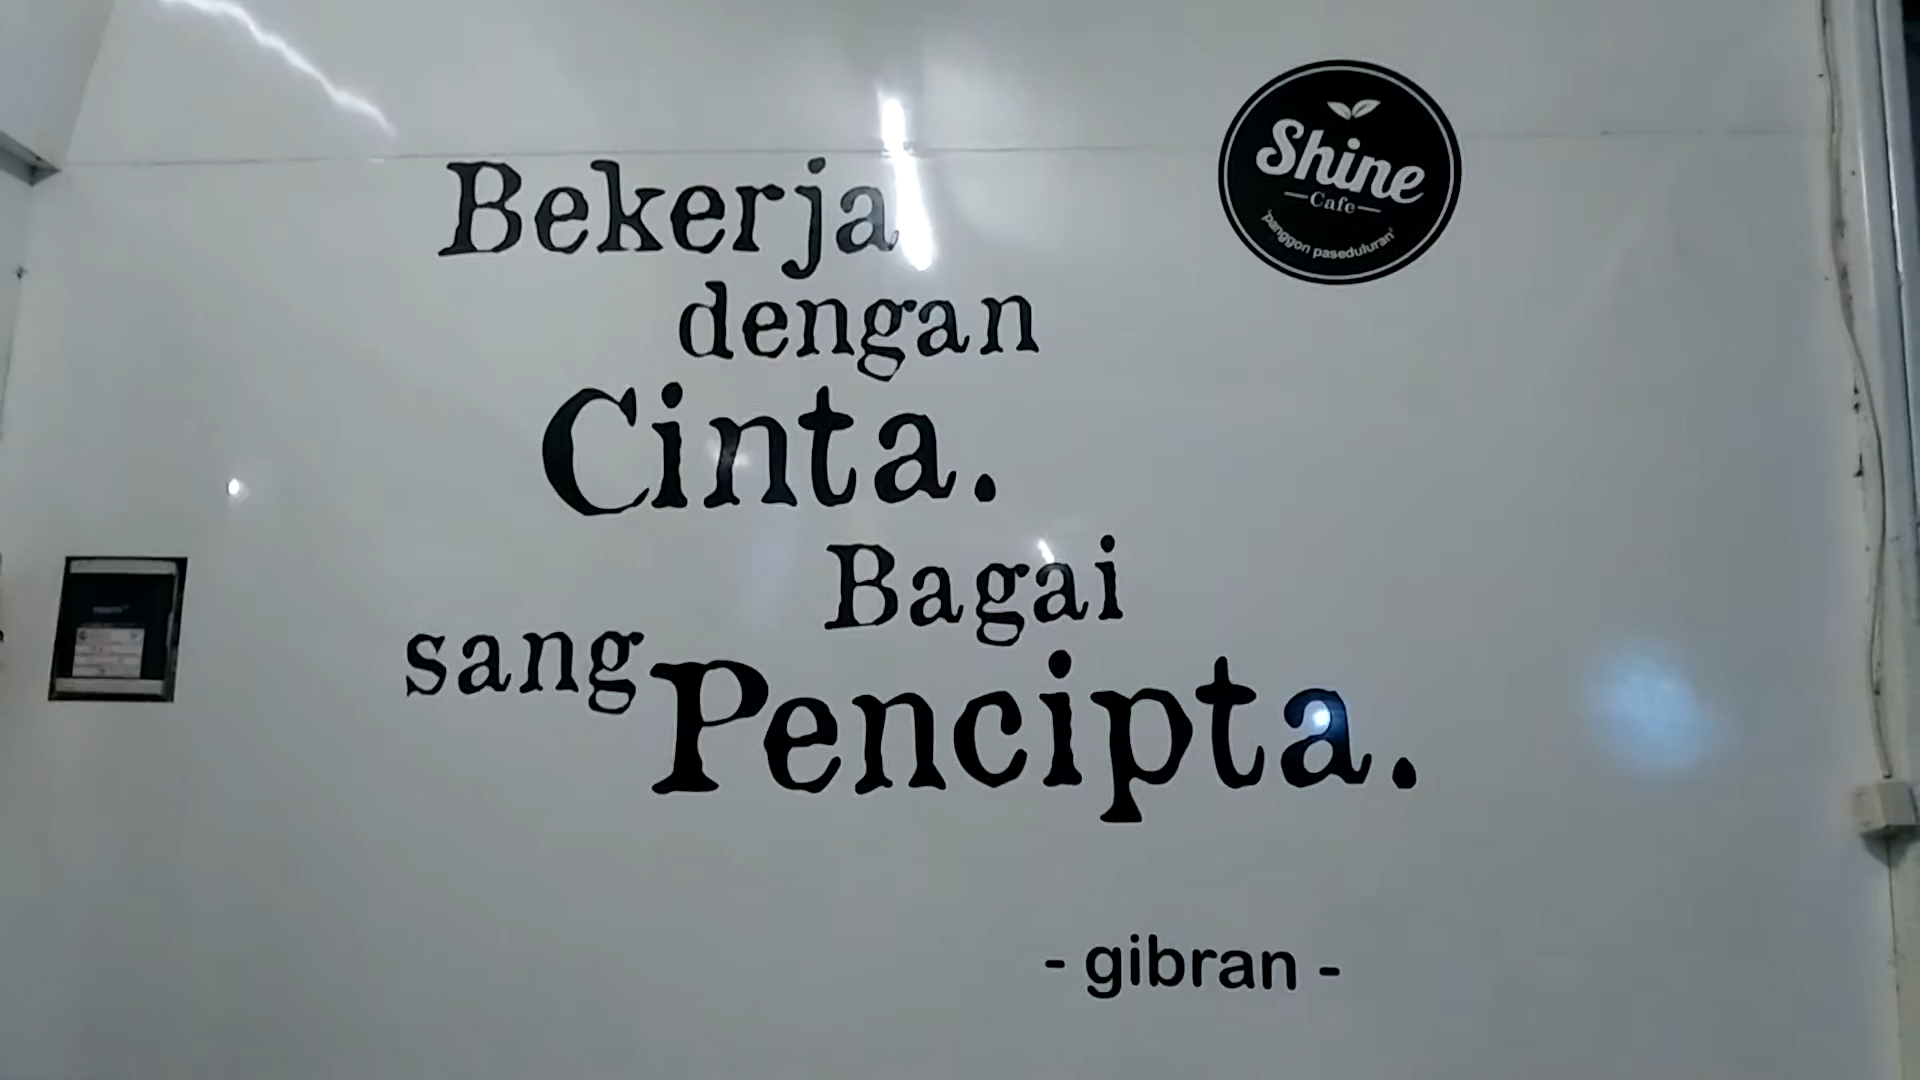 Bekerja
dengan
Cinta.
Bagai
sang Pencipta.
- gibran -
Shine
Cafe
'panggon paseduluran'